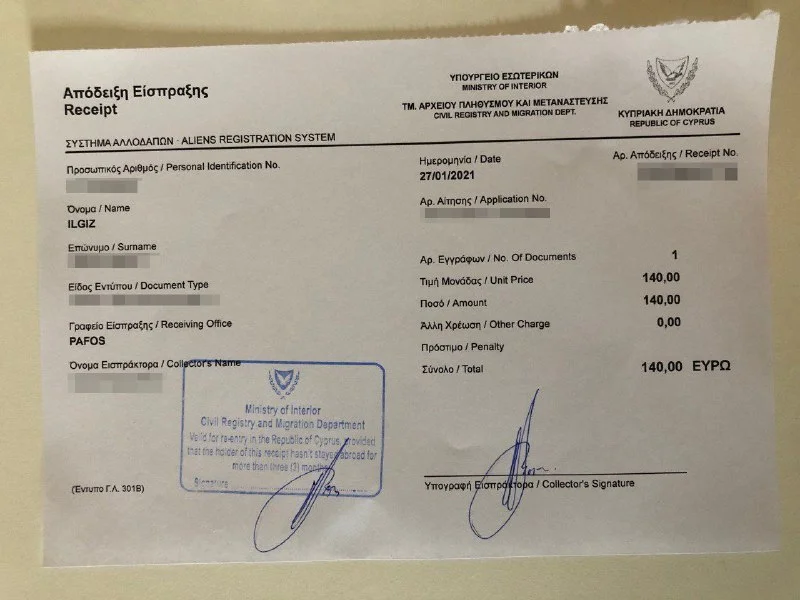 Απόδειξη Είσπραξης
Receipt
ΥΠΟΥΡΓΕΙΟ ΕΣΩΤΕΡΙΚΩΝ
MINISTRY OF INTERIOR
ΤΜ. ΑΡΧΕΙΟΥ ΠΛΗΘΥΣΜΟΥ ΚΑΙ ΜΕΤΑΝΑΣΤΕΥΣΗΣ
CIVIL REGISTRY AND MIGRATION DEPT.
ΚΥΠΡΙΑΚΗ ΔΗΜΟΚΡΑΤΙΑ
REPUBLIC OF CYPRUS
ΣΥΣΤΗΜΑ ΑΛΛΟΔΑΠΩΝ - ALIENS REGISTRATION SYSTEM
Προσωπικός Αριθμός / Personal Identification No.
Όνομα / Name
ILGIZ
Επώνυμο / Surname
Είδος Εντύπου / Document Type
Γραφείο Είσπραξης / Receiving Office
PAFOS
Όνομα Εισπράκτορα / Collector's Name
Ημερομηνία / Date
27/01/2021
Αρ. Απόδειξης / Receipt No.
Αρ. Αίτησης / Application No.
Αρ. Εγγράφων / No. Of Documents 1
Τιμή Μονάδας / Unit Price 140,00
Ποσό / Amount 140,00
Άλλη Χρέωση / Other Charge 0,00
Πρόστιμο / Penalty
Σύνολο / Total 140,00 ΕΥΡΩ
Ministry of Interior
Civil Registry and Migration Department
Valid for re-entry in the Republic of Cyprus, provided
that the holder of this receipt hasn't stayed abroad for
more than three (3) months
Signature
(Έντυπο Γ.Λ. 301Β)
Υπογραφή Εισπράκτορα / Collector's Signature